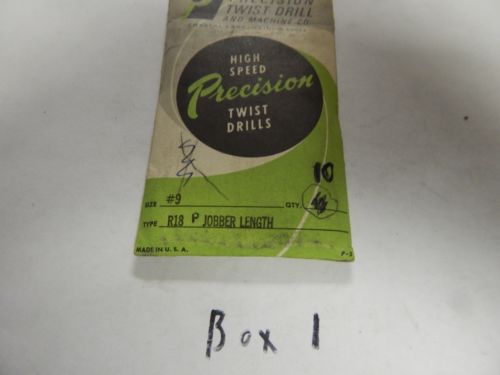 PRECISION
TWIST DRILL
AND MACHINE CO.
HIGH
SPEED
Precision
TWIST
DRILLS
10
SIZE #9 QTY.
TYPE R18 P JOBBER LENGTH
MADE IN U. S. A.
Box 1